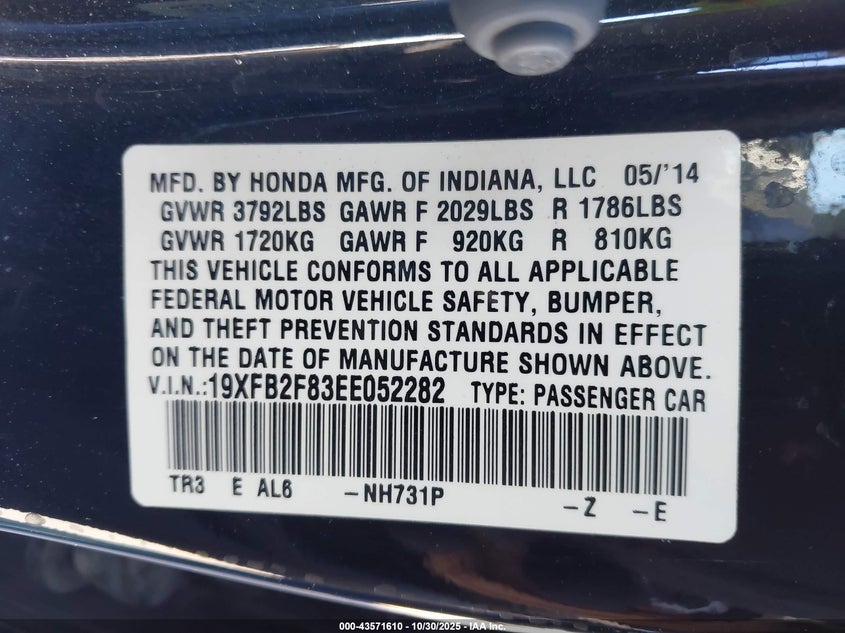 MFD. BY HONDA MFG. OF INDIANA, LLC 05/'14
GVWR 3792LBS GAWR F 2029LBS R 1786LBS
GVWR 1720KG GAWR F 920KG R 810KG
THIS VEHICLE CONFORMS TO ALL APPLICABLE
FEDERAL MOTOR VEHICLE SAFETY, BUMPER,
AND THEFT PREVENTION STANDARDS IN EFFECT
ON THE DATE OF MANUFACTURE SHOWN ABOVE.
V.I.N.:19XFB2F83EE052282 TYPE: PASSENGER CAR
TR3 E AL6 -NH731P -Z -E
000-43571610 - 10/30/2025 - IAA Inc.